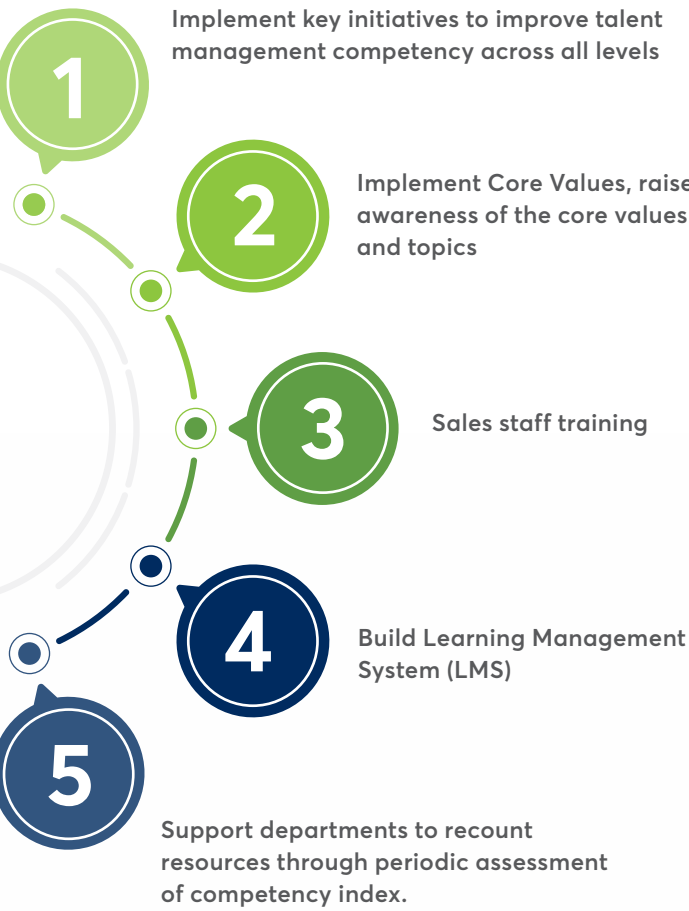 1
Implement key initiatives to improve talent
management competency across all levels
2
Implement Core Values, raise
awareness of the core values
and topics
3
Sales staff training
4
Build Learning Management
System (LMS)
5
Support departments to recount
resources through periodic assessment
of competency index.